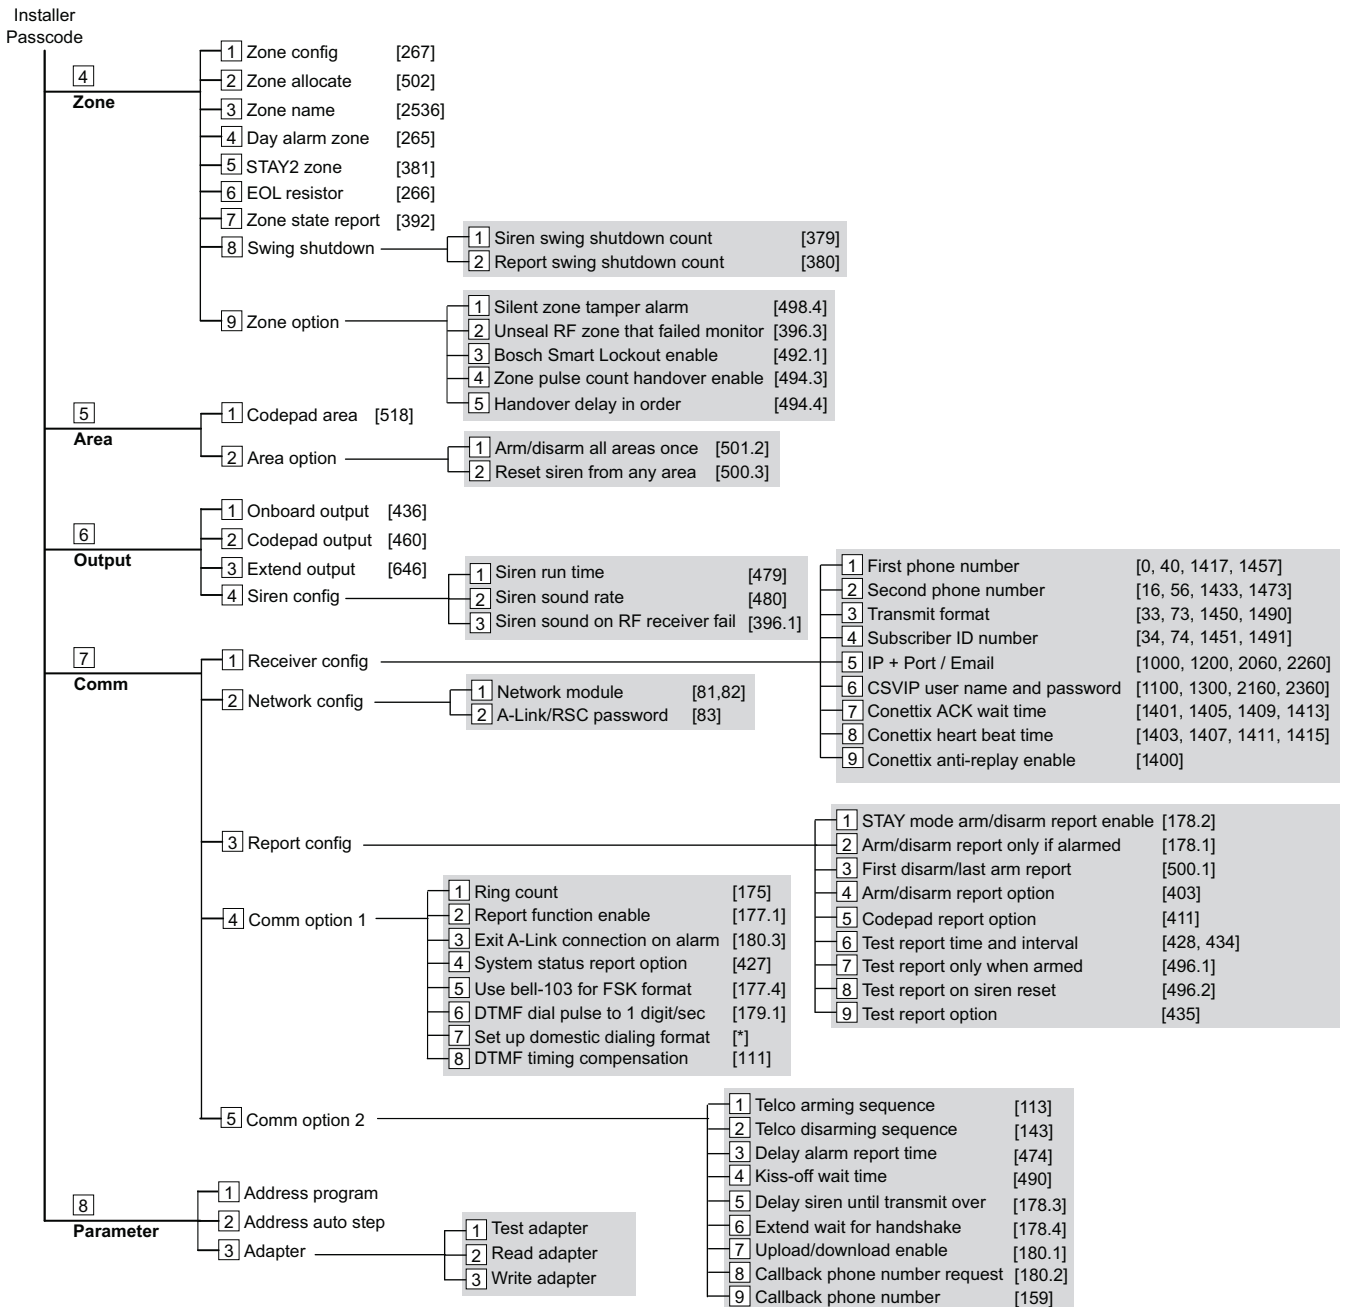 Installer
Passcode
4
Zone
1 Zone config [267]
2 Zone allocate [502]
3 Zone name [2536]
4 Day alarm zone [265]
5 STAY2 zone [381]
6 EOL resistor [266]
7 Zone state report [392]
8 Swing shutdown
1 Siren swing shutdown count [379]
2 Report swing shutdown count [380]
9 Zone option
1 Silent zone tamper alarm [498.4]
2 Unseal RF zone that failed monitor [396.3]
3 Bosch Smart Lockout enable [492.1]
4 Zone pulse count handover enable [494.3]
5 Handover delay in order [494.4]
5
Area
1 Codepad area [518]
2 Area option
1 Arm/disarm all areas once [501.2]
2 Reset siren from any area [500.3]
6
Output
1 Onboard output [436]
2 Codepad output [460]
3 Extend output [646]
4 Siren config
1 Siren run time [479]
2 Siren sound rate [480]
3 Siren sound on RF receiver fail [396.1]
7
Comm
1 Receiver config
1 First phone number [0, 40, 1417, 1457]
2 Second phone number [16, 56, 1433, 1473]
3 Transmit format [33, 73, 1450, 1490]
4 Subscriber ID number [34, 74, 1451, 1491]
5 IP + Port / Email [1000, 1200, 2060, 2260]
6 CSVIP user name and password [1100, 1300, 2160, 2360]
7 Conettix ACK wait time [1401, 1405, 1409, 1413]
8 Conettix heart beat time [1403, 1407, 1411, 1415]
9 Conettix anti-replay enable [1400]
2 Network config
1 Network module [81,82]
2 A-Link/RSC password [83]
3 Report config
1 STAY mode arm/disarm report enable [178.2]
2 Arm/disarm report only if alarmed [178.1]
3 First disarm/last arm report [500.1]
4 Arm/disarm report option [403]
5 Codepad report option [411]
6 Test report time and interval [428, 434]
7 Test report only when armed [496.1]
8 Test report on siren reset [496.2]
9 Test report option [435]
4 Comm option 1
1 Ring count [175]
2 Report function enable [177.1]
3 Exit A-Link connection on alarm [180.3]
4 System status report option [427]
5 Use bell-103 for FSK format [177.4]
6 DTMF dial pulse to 1 digit/sec [179.1]
7 Set up domestic dialing format [*]
8 DTMF timing compensation [111]
5 Comm option 2
1 Telco arming sequence [113]
2 Telco disarming sequence [143]
3 Delay alarm report time [474]
4 Kiss-off wait time [490]
5 Delay siren until transmit over [178.3]
6 Extend wait for handshake [178.4]
7 Upload/download enable [180.1]
8 Callback phone number request [180.2]
9 Callback phone number [159]
8
Parameter
1 Address program
2 Address auto step
3 Adapter
1 Test adapter
2 Read adapter
3 Write adapter